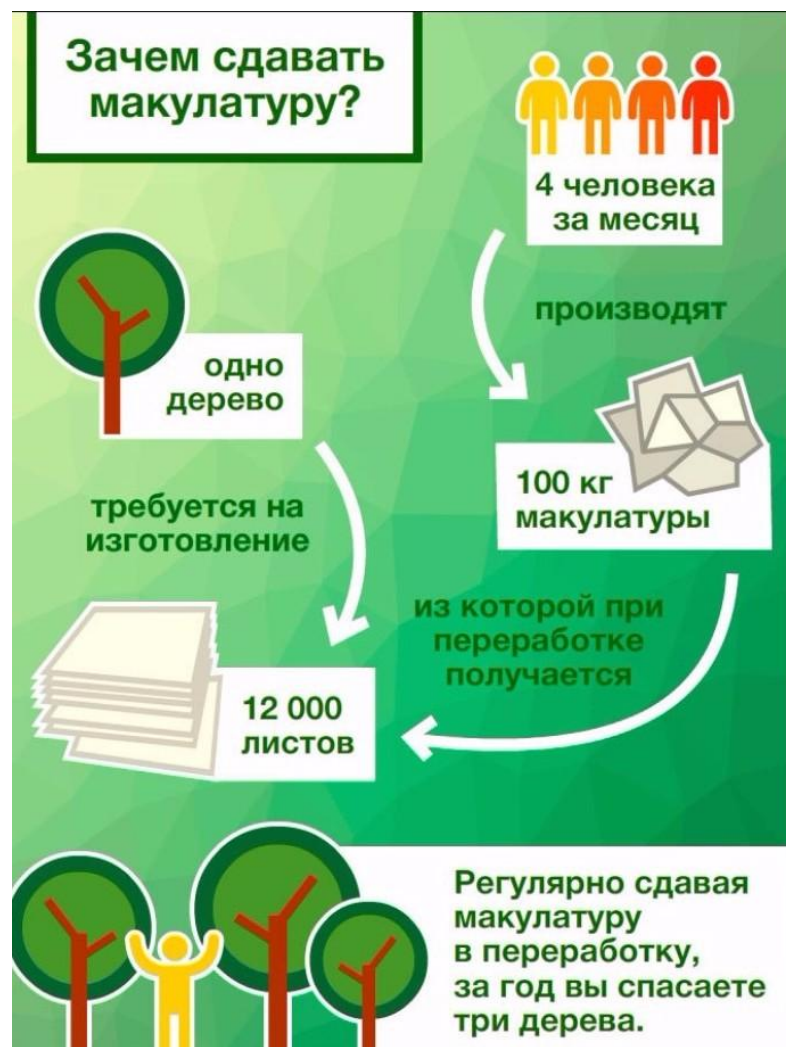 Зачем сдавать
макулатуру?
4 человека
за месяц
производят
100 кг
макулатуры
из которой при
переработке
получается
одно
дерево
требуется на
изготовление
12 000
листов
Регулярно сдавая
макулатуру
в переработку,
за год вы спасаете
три дерева.